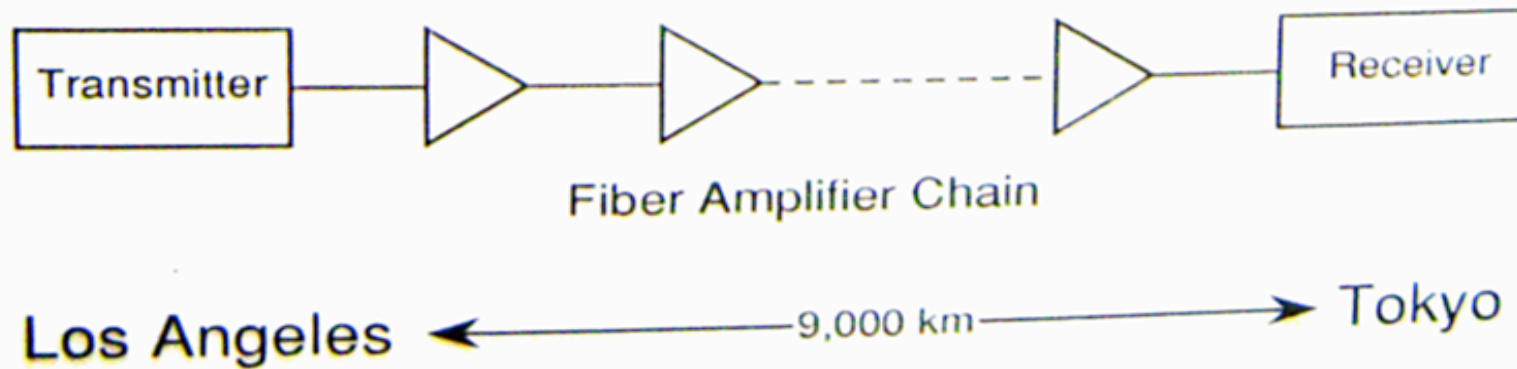 Transmitter
Receiver
Fiber Amplifier Chain
Los Angeles
9,000 km
Tokyo